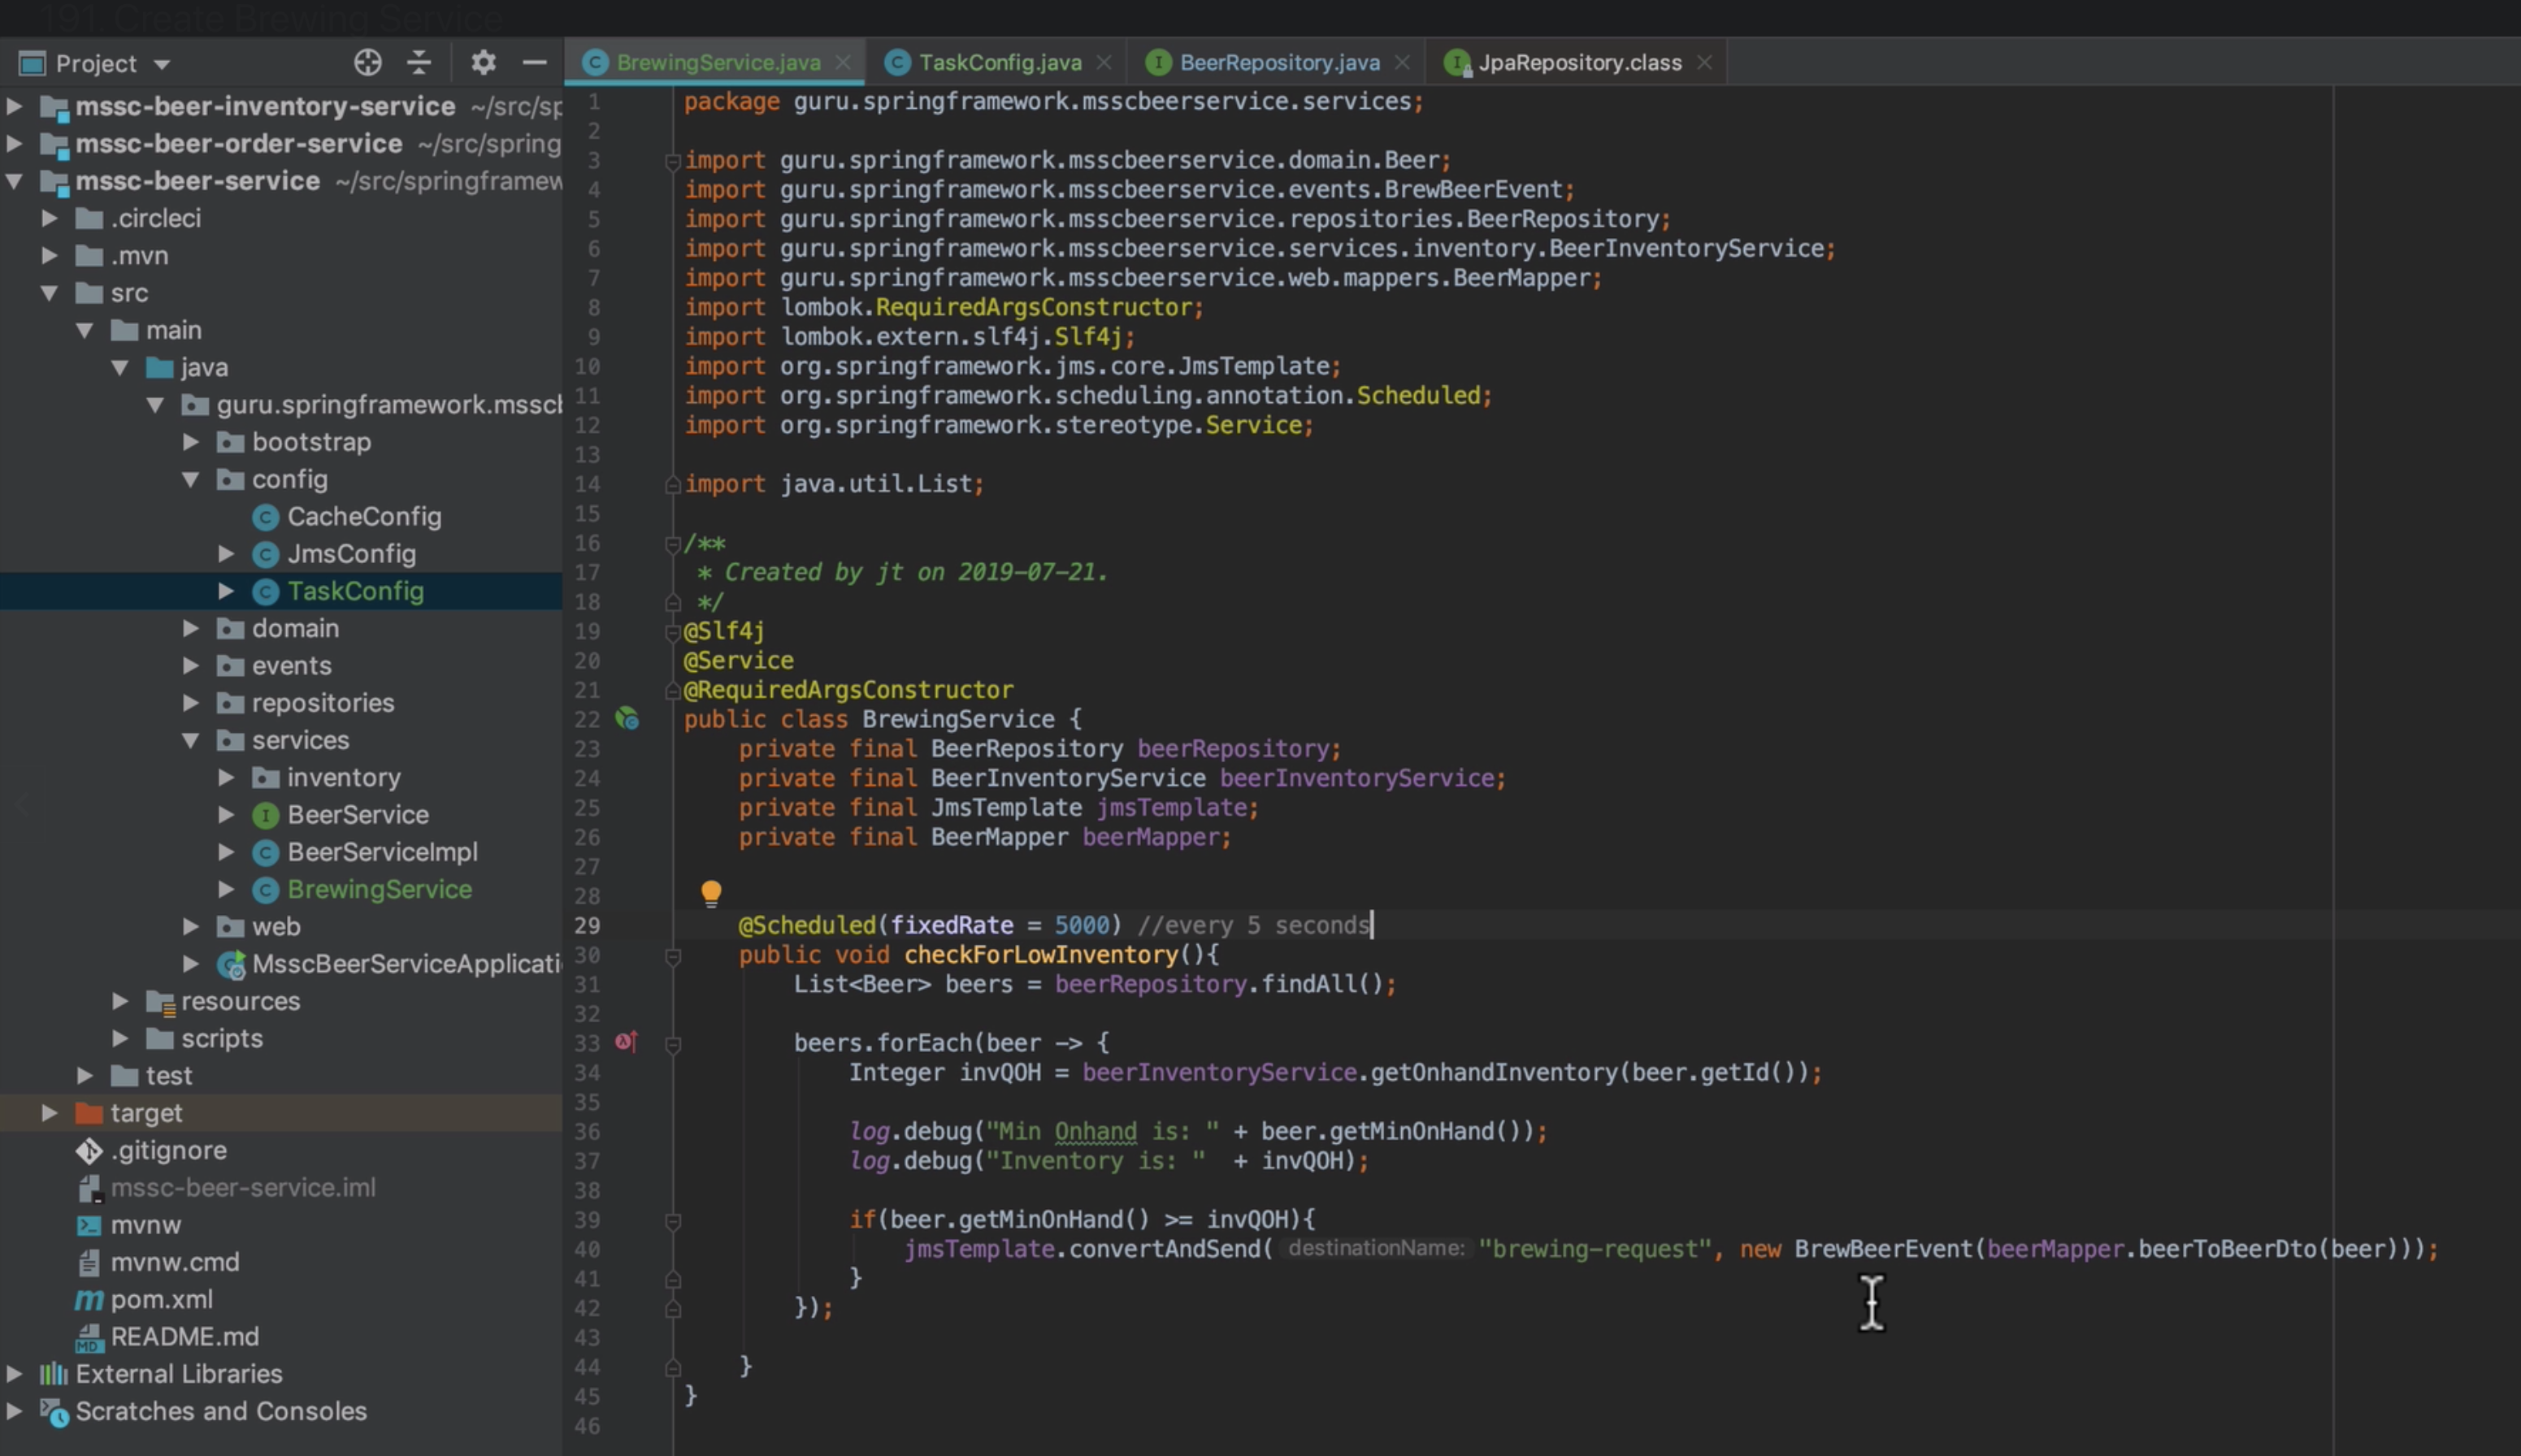 191. Create Brewing Service
Project
BrewingService.java
TaskConfig.java
BeerRepository.java
JpaRepository.class
mssc-beer-inventory-service ~/src/sp
mssc-beer-order-service ~/src/spring
mssc-beer-service ~/src/springframew
.circleci
.mvn
src
main
java
guru.springframework.msscb
bootstrap
config
CacheConfig
JmsConfig
TaskConfig
domain
events
repositories
services
inventory
BeerService
BeerServiceImpl
BrewingService
web
MsscBeerServiceApplicati
resources
scripts
test
target
.gitignore
mssc-beer-service.iml
mvnw
mvnw.cmd
pom.xml
README.md
External Libraries
Scratches and Consoles
1 package guru.springframework.msscbeerservice.services;
2
3 import guru.springframework.msscbeerservice.domain.Beer;
4 import guru.springframework.msscbeerservice.events.BrewBeerEvent;
5 import guru.springframework.msscbeerservice.repositories.BeerRepository;
6 import guru.springframework.msscbeerservice.services.inventory.BeerInventoryService;
7 import guru.springframework.msscbeerservice.web.mappers.BeerMapper;
8 import lombok.RequiredArgsConstructor;
9 import lombok.extern.slf4j.Slf4j;
10 import org.springframework.jms.core.JmsTemplate;
11 import org.springframework.scheduling.annotation.Scheduled;
12 import org.springframework.stereotype.Service;
13
14 import java.util.List;
15
16 /**
17 * Created by jt on 2019-07-21.
18 */
19 @Slf4j
20 @Service
21 @RequiredArgsConstructor
22 public class BrewingService {
23 private final BeerRepository beerRepository;
24 private final BeerInventoryService beerInventoryService;
25 private final JmsTemplate jmsTemplate;
26 private final BeerMapper beerMapper;
27
28
29 @Scheduled(fixedRate = 5000) //every 5 seconds
30 public void checkForLowInventory(){
31 List<Beer> beers = beerRepository.findAll();
32
33 beers.forEach(beer -> {
34 Integer invQOH = beerInventoryService.getOnhandInventory(beer.getId());
35
36 log.debug("Min Onhand is: " + beer.getMinOnHand());
37 log.debug("Inventory is: " + invQOH);
38
39 if(beer.getMinOnHand() >= invQOH){
40 jmsTemplate.convertAndSend( destinationName: "brewing-request", new BrewBeerEvent(beerMapper.beerToBeerDto(beer)));
41 }
42 });
43
44 }
45 }
46